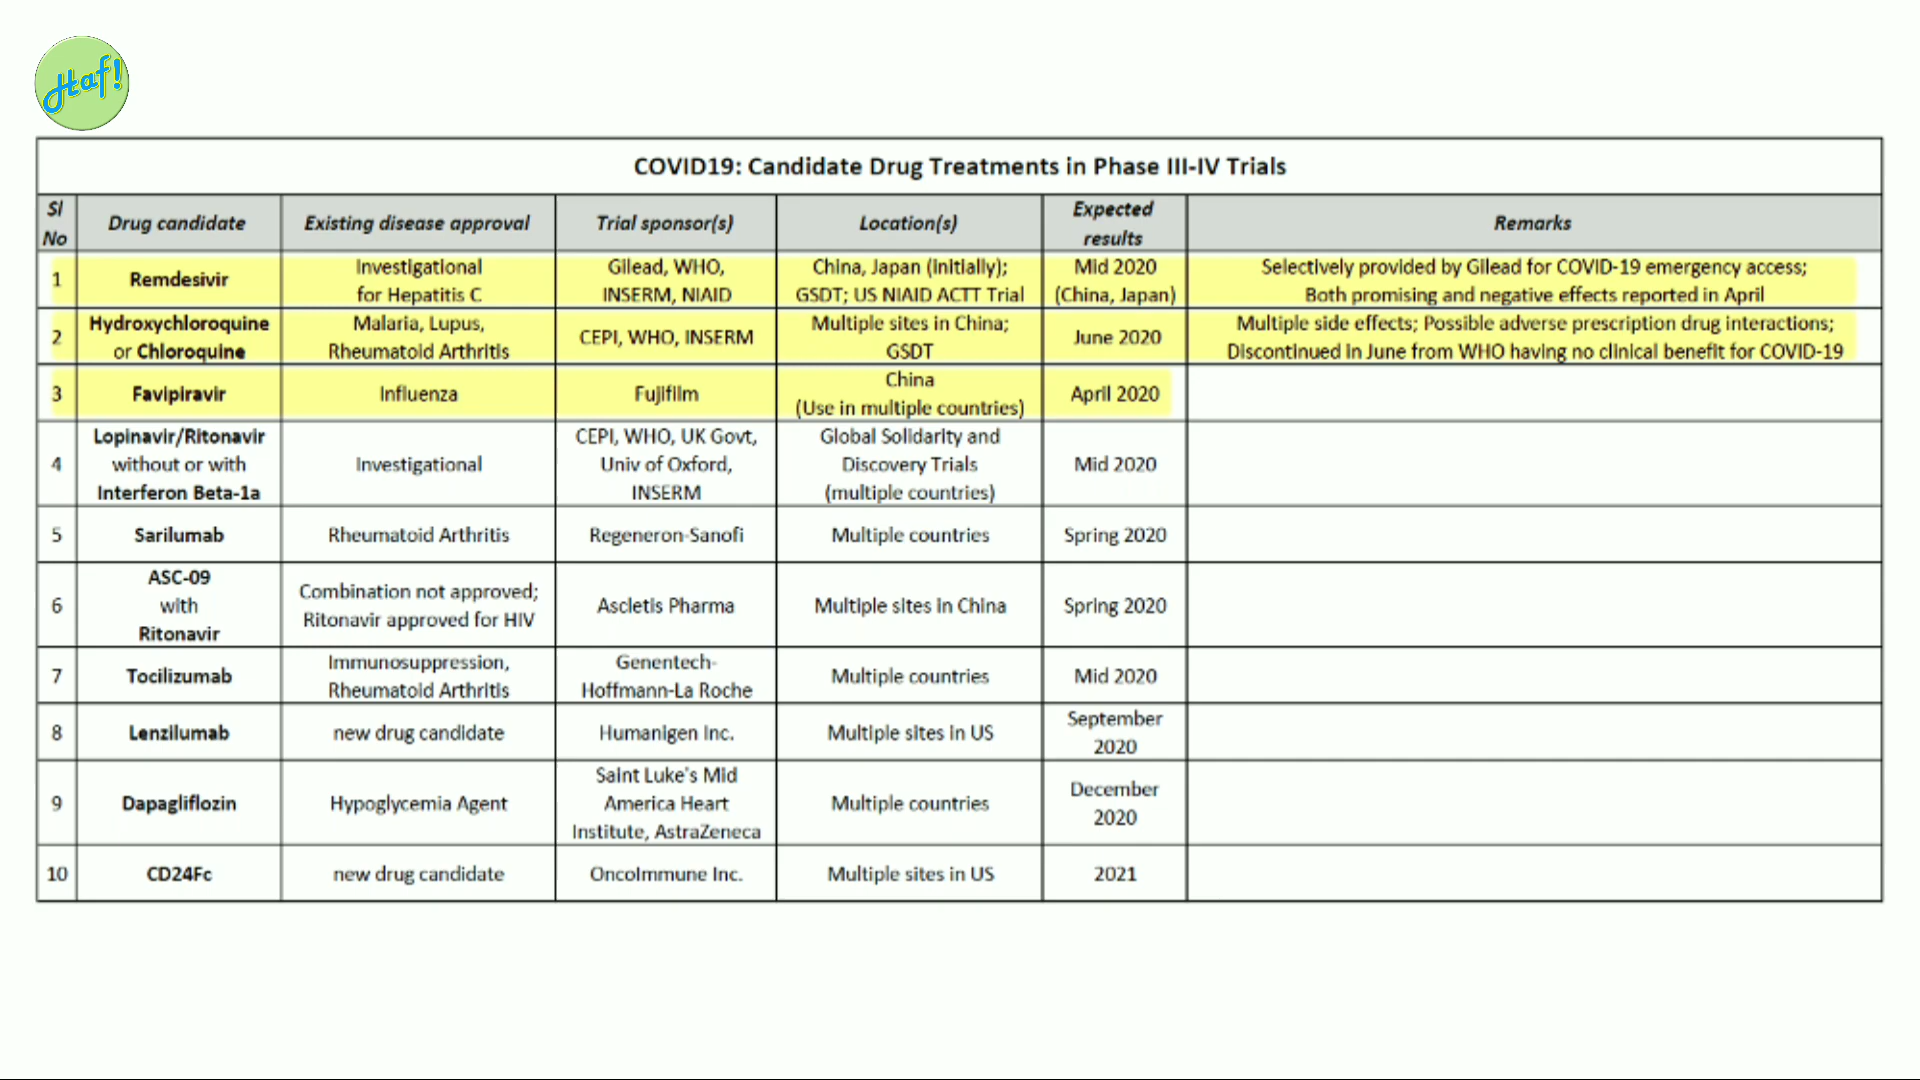 Haf!
COVID19: Candidate Drug Treatments in Phase III-IV Trials
Sl No | Drug candidate | Existing disease approval | Trial sponsor(s) | Location(s) | Expected results | Remarks
1 | Remdesivir | Investigational for Hepatitis C | Gilead, WHO, INSERM, NIAID | China, Japan (initially); GSDT; US NIAID ACTT Trial | Mid 2020 (China, Japan) | Selectively provided by Gilead for COVID-19 emergency access; Both promising and negative effects reported in April
2 | Hydroxychloroquine or Chloroquine | Malaria, Lupus, Rheumatoid Arthritis | CEPI, WHO, INSERM | Multiple sites in China; GSDT | June 2020 | Multiple side effects; Possible adverse prescription drug interactions; Discontinued in June from WHO having no clinical benefit for COVID-19
3 | Favipiravir | Influenza | Fujifilm | China (Use in multiple countries) | April 2020
4 | Lopinavir/Ritonavir without or with Interferon Beta-1a | Investigational | CEPI, WHO, UK Govt, Univ of Oxford, INSERM | Global Solidarity and Discovery Trials (multiple countries) | Mid 2020
5 | Sarilumab | Rheumatoid Arthritis | Regeneron-Sanofi | Multiple countries | Spring 2020
6 | ASC-09 with Ritonavir | Combination not approved; Ritonavir approved for HIV | Ascletis Pharma | Multiple sites in China | Spring 2020
7 | Tocilizumab | Immunosuppression, Rheumatoid Arthritis | Genentech-Hoffmann-La Roche | Multiple countries | Mid 2020
8 | Lenzilumab | new drug candidate | Humanigen Inc. | Multiple sites in US | September 2020
9 | Dapagliflozin | Hypoglycemia Agent | Saint Luke's Mid America Heart Institute, AstraZeneca | Multiple countries | December 2020
10 | CD24Fc | new drug candidate | OncoImmune Inc. | Multiple sites in US | 2021